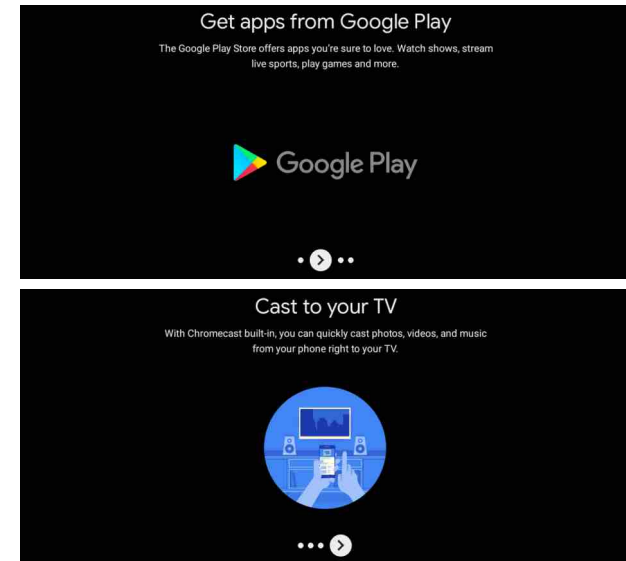 Get apps from Google Play
The Google Play Store offers apps you're sure to love. Watch shows, stream
live sports, play games and more.
Google Play
Cast to your TV
With Chromecast built-in, you can quickly cast photos, videos, and music
from your phone right to your TV.